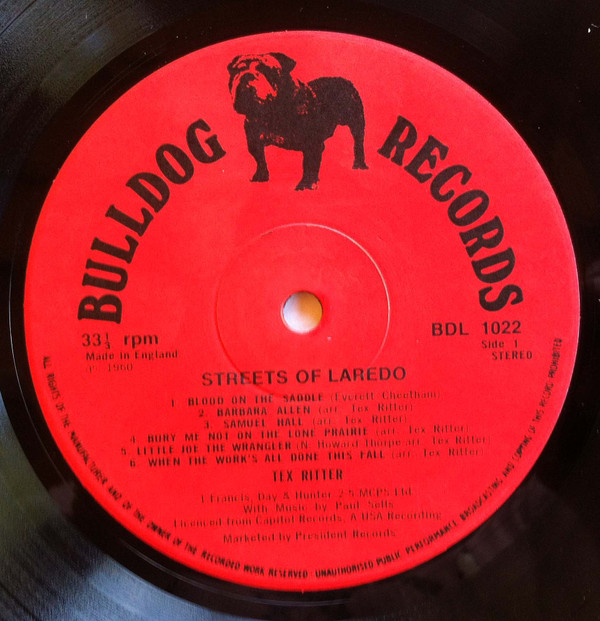 BULLDOG RECORDS
33⅓ rpm
Made in England
℗ 1960
BDL 1022
Side 1
STEREO
STREETS OF LAREDO
1. BLOOD ON THE SADDLE (Everett Cheetham)
2. BARBARA ALLEN (arr. Tex Ritter)
3. SAMUEL HALL (arr. Tex Ritter)
4. BURY ME NOT ON THE LONE PRAIRIE (arr. Tex Ritter)
5. LITTLE JOE THE WRANGLER (N. Howard Thorpe arr. Tex Ritter)
6. WHEN THE WORK'S ALL DONE THIS FALL (arr. Tex Ritter)
TEX RITTER
1 Francis, Day & Hunter 2-5 MCPS Ltd.
With Music by Paul Sells
Licenced from Capitol Records, A USA Recording
Marketed by President Records
ALL RIGHTS OF THE MANUFACTURER AND OF THE OWNER OF THE RECORDED WORK RESERVED · UNAUTHORISED PUBLIC PERFORMANCE, BROADCASTING AND COPYING OF THIS RECORD PROHIBITED